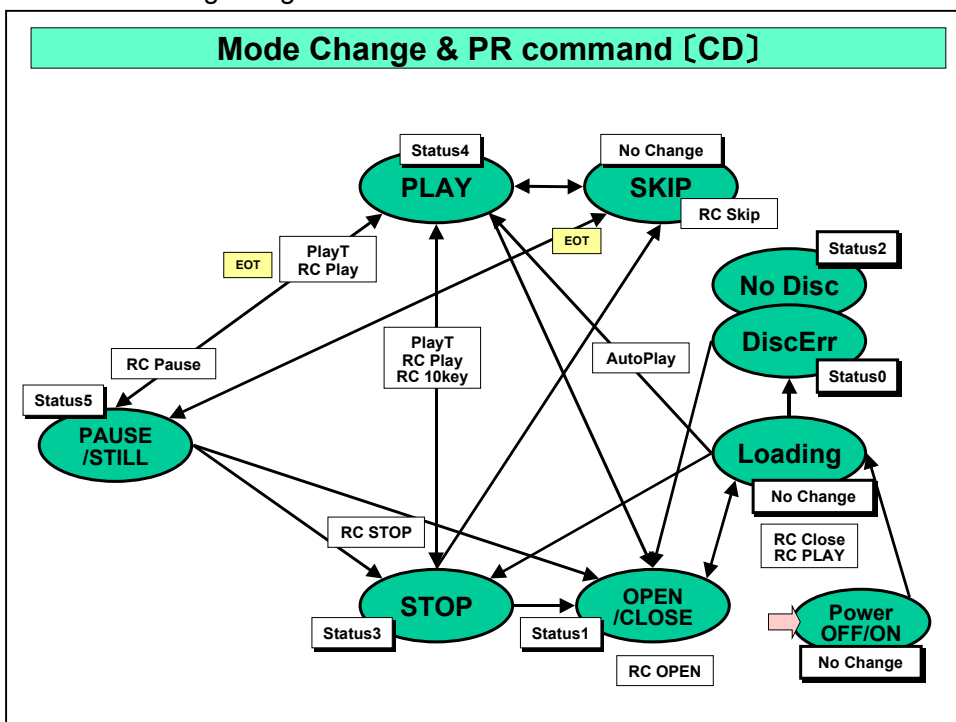 Mode Change & PR command〔CD〕
Status4
PLAY
No Change
SKIP
RC Skip
EOT
PlayT
RC Play
EOT
Status2
No Disc
DiscErr
Status0
RC Pause
PlayT
RC Play
RC 10key
AutoPlay
Status5
PAUSE
/STILL
Loading
No Change
RC STOP
RC Close
RC PLAY
STOP
Status3
OPEN
/CLOSE
Status1
RC OPEN
Power
OFF/ON
No Change